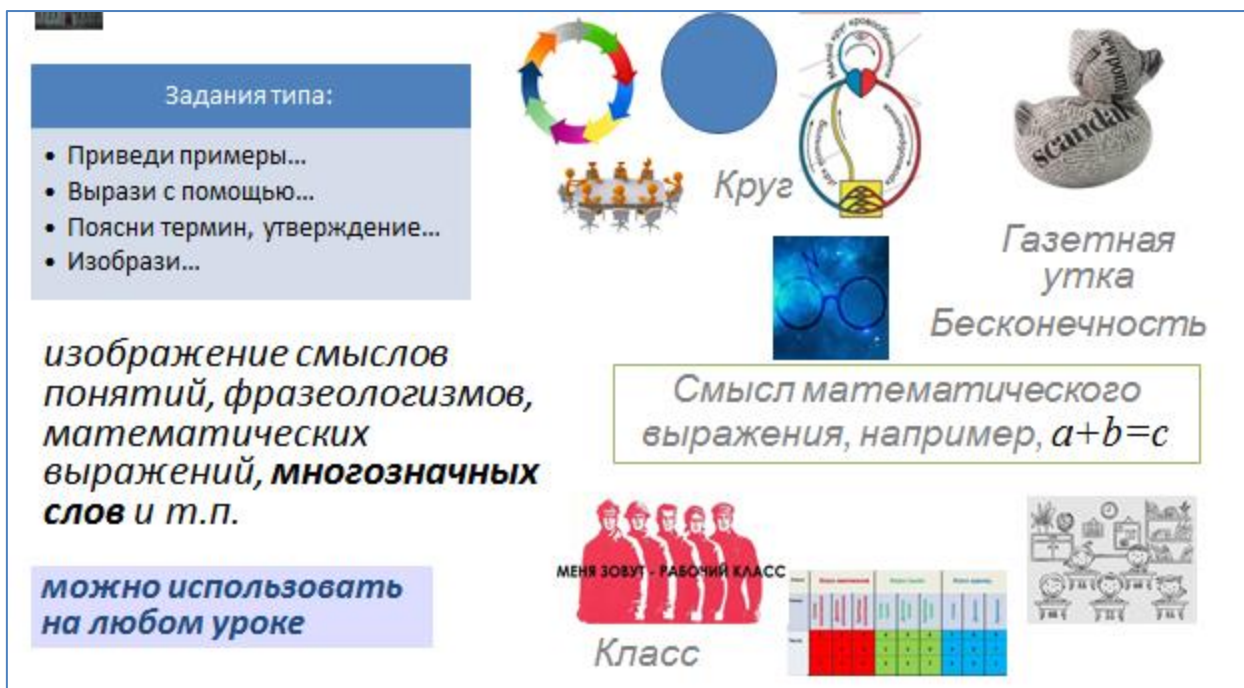 Задания типа:
• Приведи примеры...
• Вырази с помощью...
• Поясни термин, утверждение...
• Изобрази...
изображение смыслов
понятий, фразеологизмов,
математических
выражений, многозначных
слов и т.п.
можно использовать
на любом уроке
Круг
scandal
Газетная
утка
Бесконечность
Смысл математического
выражения, например, a+b=c
МЕНЯ ЗОВУТ - РАБОЧИЙ КЛАСС
Класс